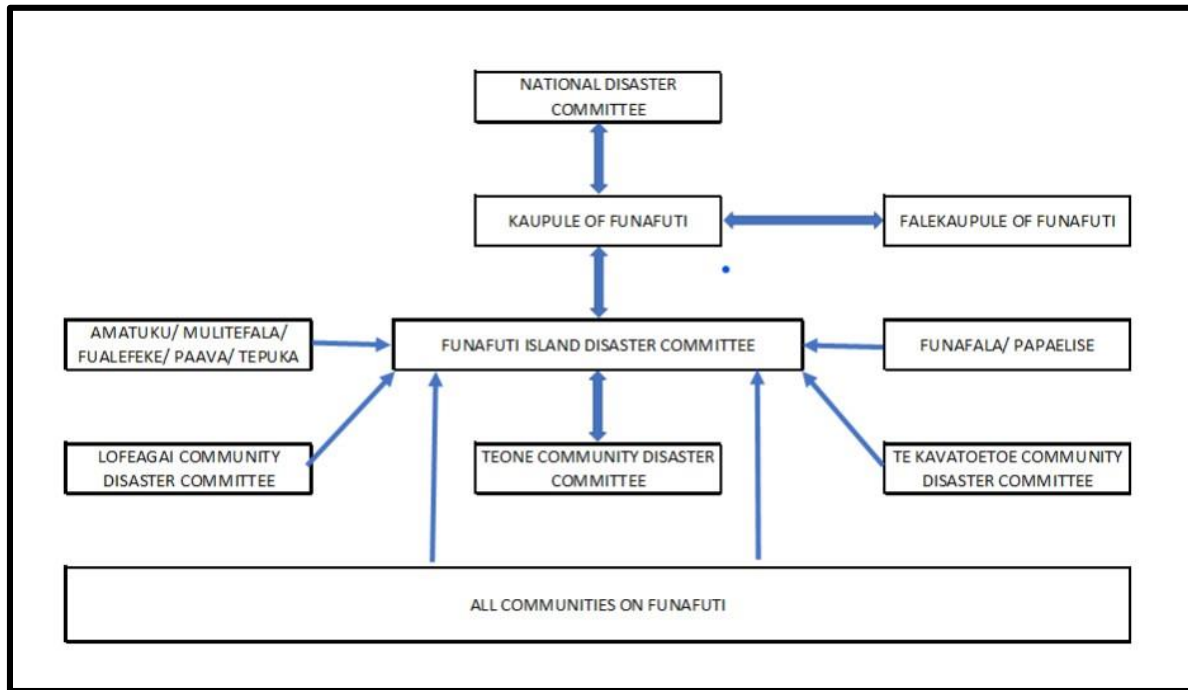 NATIONAL DISASTER
COMMITTEE
KAUPULE OF FUNAFUTI
FALEKAUPULE OF FUNAFUTI
AMATUKU/ MULITEFALA/
FUALEFEKE/ PAAVA/ TEPUKA
FUNAFUTI ISLAND DISASTER COMMITTEE
FUNAFALA/ PAPAELISE
LOFEAGAI COMMUNITY
DISASTER COMMITTEE
TEONE COMMUNITY DISASTER
COMMITTEE
TE KAVATOETOE COMMUNITY
DISASTER COMMITTEE
ALL COMMUNITIES ON FUNAFUTI